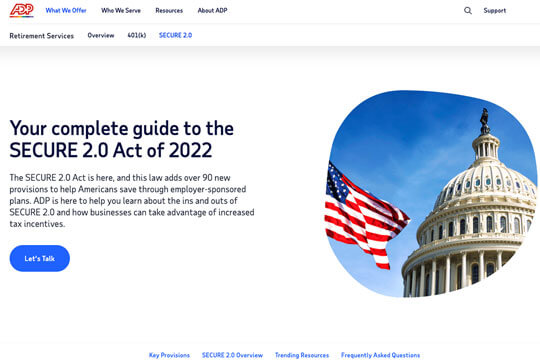 ADP
What We Offer
Who We Serve
Resources
About ADP
Support
Retirement Services
Overview
401(k)
SECURE 2.0
Your complete guide to the
SECURE 2.0 Act of 2022
The SECURE 2.0 Act is here, and this law adds over 90 new
provisions to help Americans save through employer-sponsored
plans. ADP is here to help you learn about the ins and outs of
SECURE 2.0 and how businesses can take advantage of increased
tax incentives.
Let's Talk
Key Provisions
SECURE 2.0 Overview
Trending Resources
Frequently Asked Questions